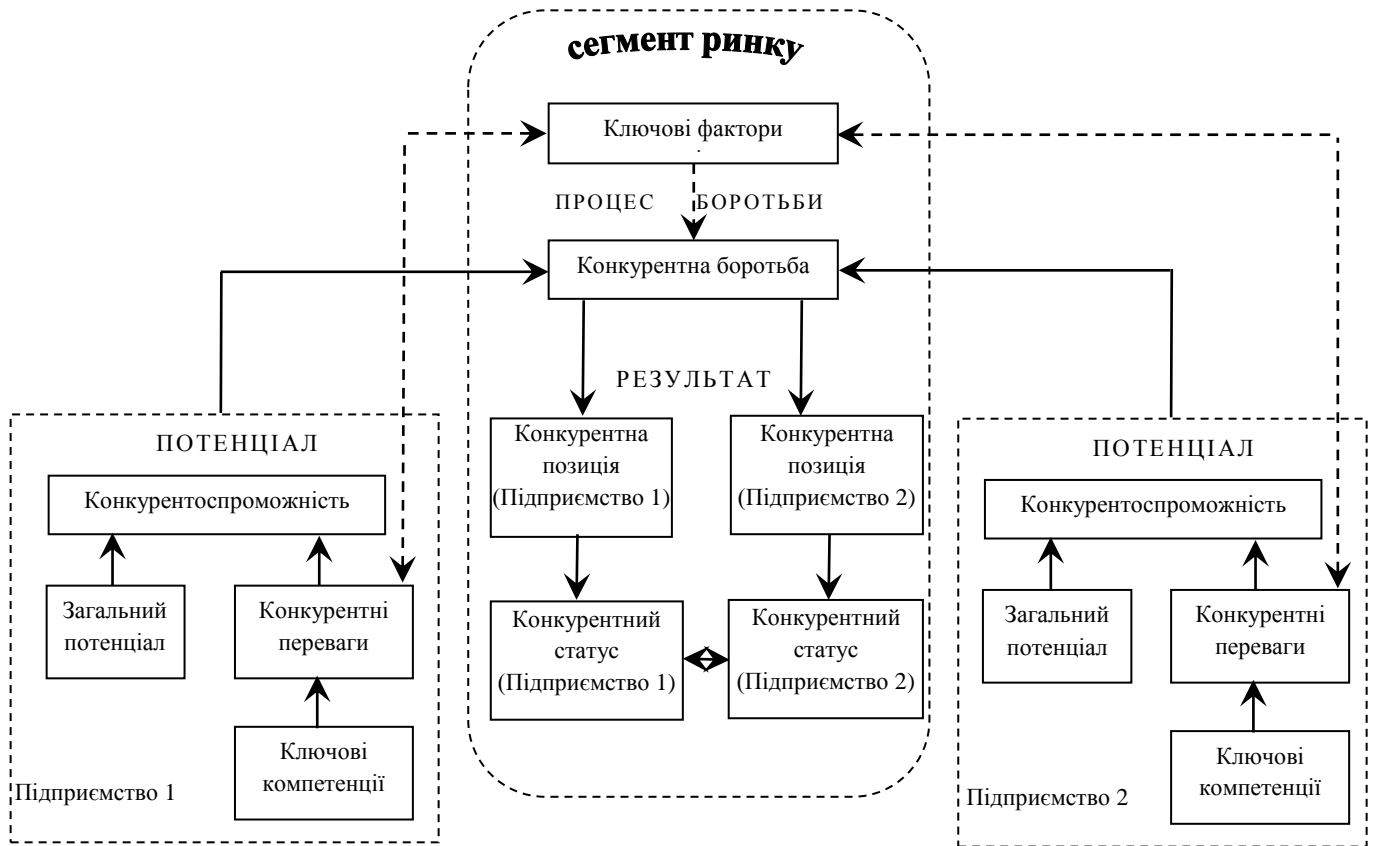 сегмент ринку
Ключові фактори
ПРОЦЕС БОРОТЬБИ
Конкурентна боротьба
РЕЗУЛЬТАТ
Конкурентна
позиція
(Підприємство 1)
Конкурентна
позиція
(Підприємство 2)
Конкурентний
статус
(Підприємство 1)
Конкурентний
статус
(Підприємство 2)
ПОТЕНЦІАЛ
Конкурентоспроможність
Загальний
потенціал
Конкурентні
переваги
Ключові
компетенції
Підприємство 1
ПОТЕНЦІАЛ
Конкурентоспроможність
Загальний
потенціал
Конкурентні
переваги
Ключові
компетенції
Підприємство 2